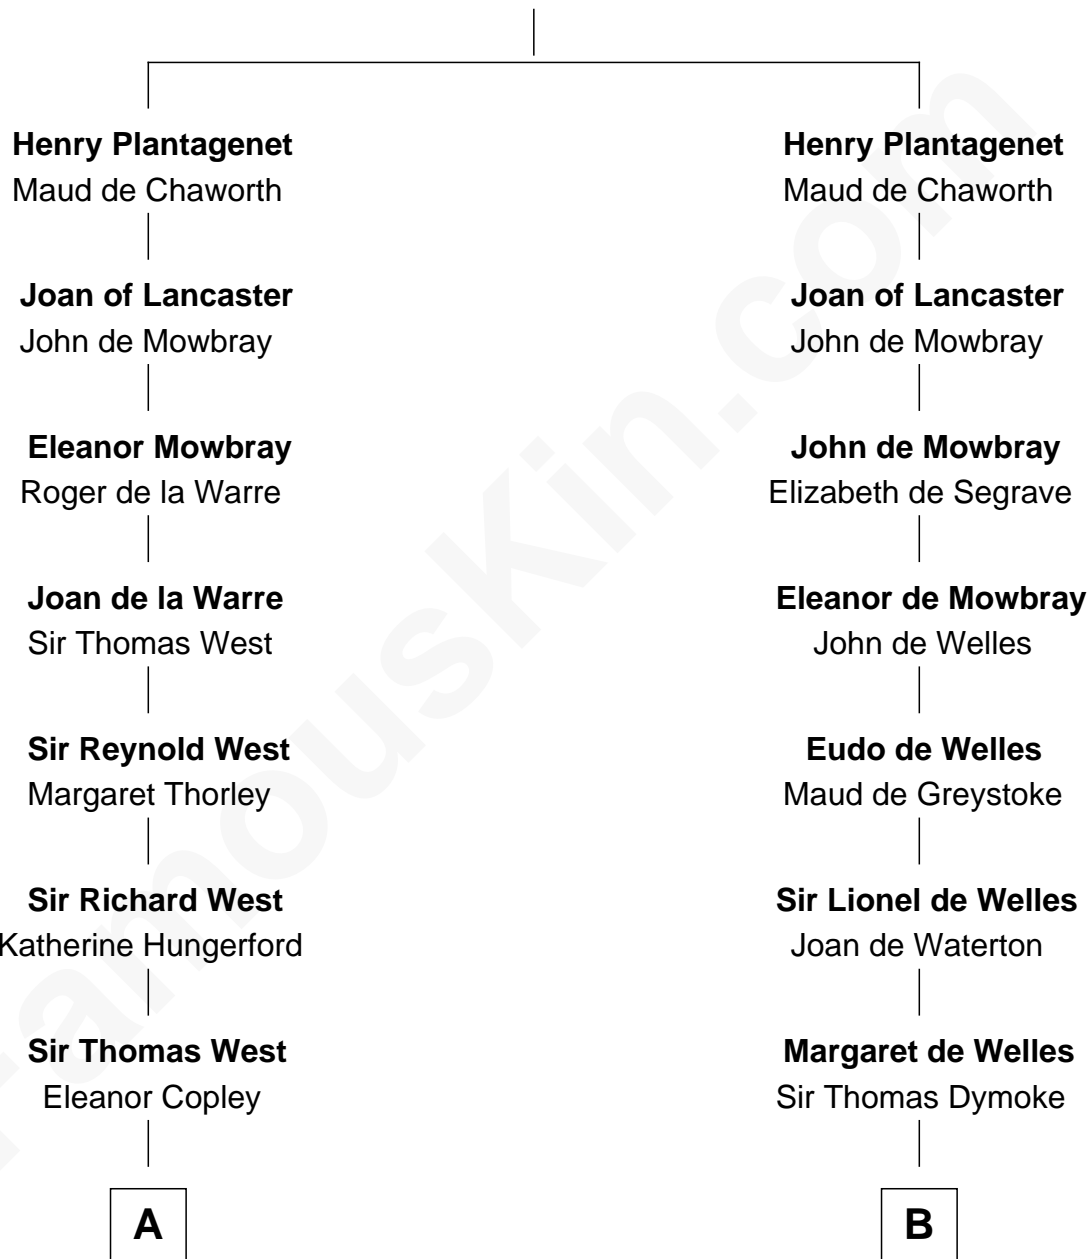 Henry Plantagenet
Maud de Chaworth
Joan of Lancaster
John de Mowbray
Eleanor Mowbray
Roger de la Warre
Joan de la Warre
Sir Thomas West
Sir Reynold West
Margaret Thorley
Sir Richard West
Katherine Hungerford
Sir Thomas West
Eleanor Copley
A
Henry Plantagenet
Maud de Chaworth
Joan of Lancaster
John de Mowbray
John de Mowbray
Elizabeth de Segrave
Eleanor de Mowbray
John de Welles
Eudo de Welles
Maud de Greystoke
Sir Lionel de Welles
Joan de Waterton
Margaret de Welles
Sir Thomas Dymoke
B
FamousKin.com